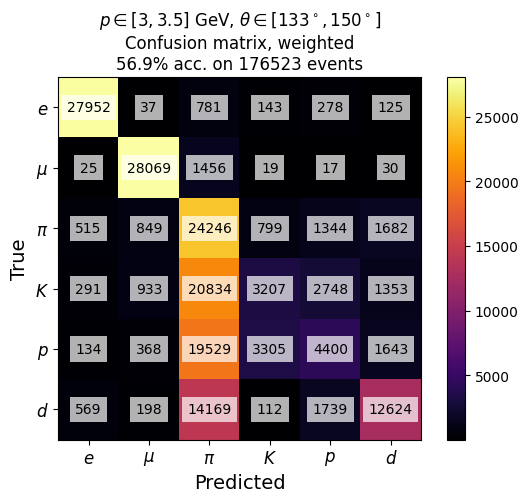 p ∈ [3, 3.5] GeV, θ ∈ [133°, 150°]
Confusion matrix, weighted
56.9% acc. on 176523 events
e 27952 37 781 143 278 125
μ 25 28069 1456 19 17 30
π 515 849 24246 799 1344 1682
K 291 933 20834 3207 2748 1353
p 134 368 19529 3305 4400 1643
d 569 198 14169 112 1739 12624
e μ π K p d
Predicted
True
25000
20000
15000
10000
5000